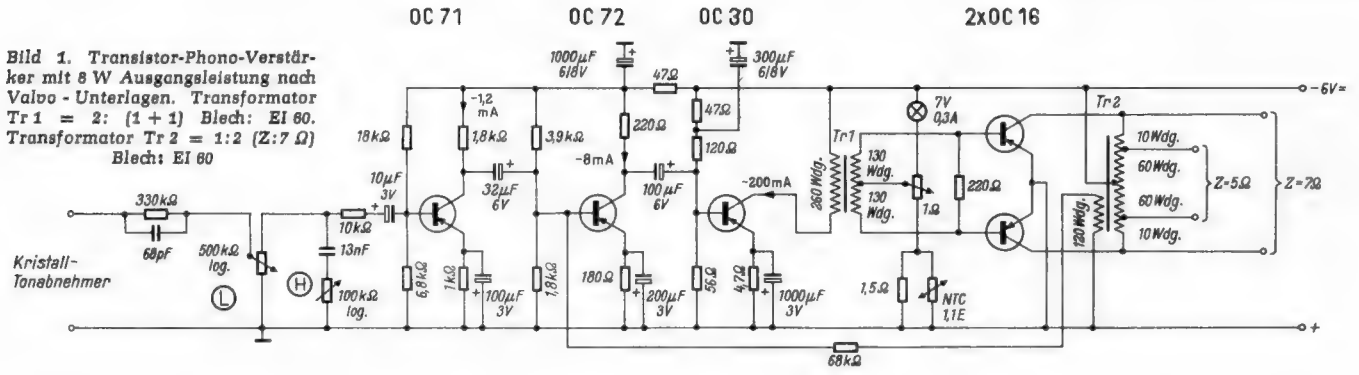 OC 71
OC 72
OC 30
2xOC 16
Bild 1. Transistor-Phono-Verstär-
ker mit 8 W Ausgangsleistung nach
Valvo - Unterlagen. Transformator
Tr 1 = 2: (1 + 1) Blech: EI 60.
Transformator Tr 2 = 1:2 (Z:7 Ω)
Blech: EI 60
1000µF
6/8V
+
47Ω
300µF
6/8V
+
-6V=
-1,2
mA
18kΩ
1,8kΩ
3,9kΩ
220Ω
47Ω
120Ω
7V
0,3A
Tr1
Tr2
10µF
3V
+
32µF
6V
+
-8mA
100µF
6V
+
-200mA
260Wdg.
130
Wdg.
130
Wdg.
1Ω
220Ω
10Wdg.
60Wdg.
60Wdg.
10Wdg.
120Wdg.
Z=5Ω
Z=7Ω
330kΩ
68pF
500kΩ
log.
10kΩ
13nF
100kΩ
log.
L
H
Kristall-
Tonabnehmer
6,8kΩ
1kΩ
+
100µF
3V
1,8kΩ
180Ω
+
200µF
3V
56Ω
4,7Ω
+
1000µF
3V
1,5Ω
NTC
1,1E
+
68kΩ